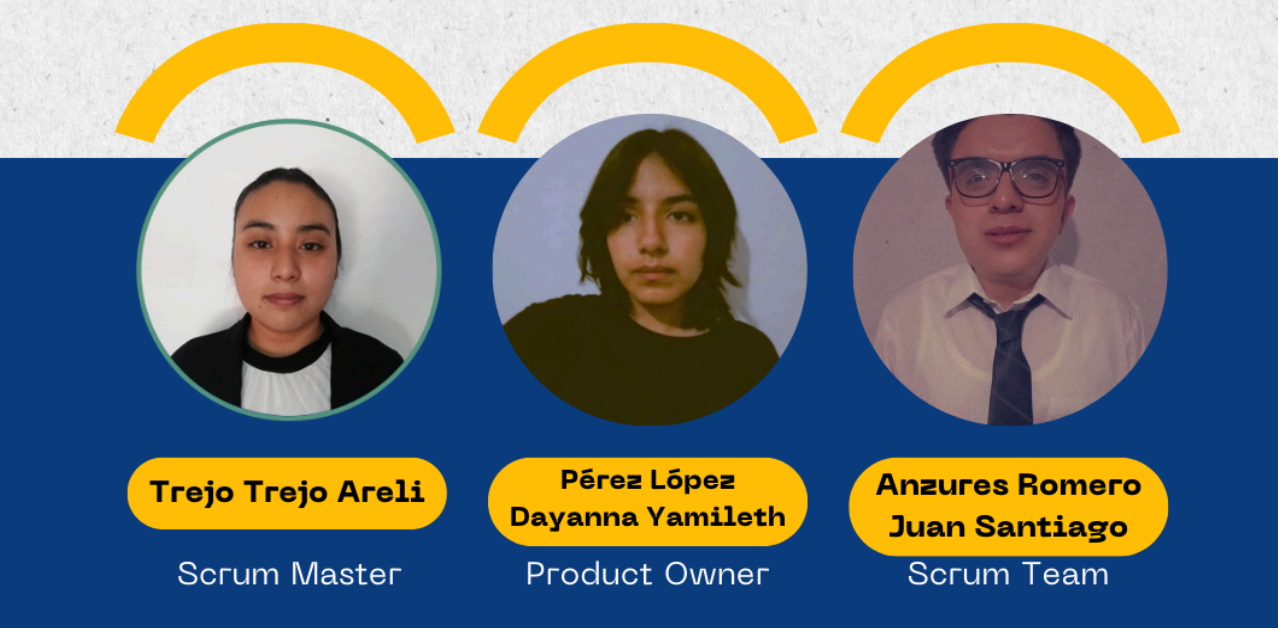 Trejo Trejo Areli
Pérez López
Dayanna Yamileth
Anzures Romero
Juan Santiago
Scrum Master
Product Owner
Scrum Team